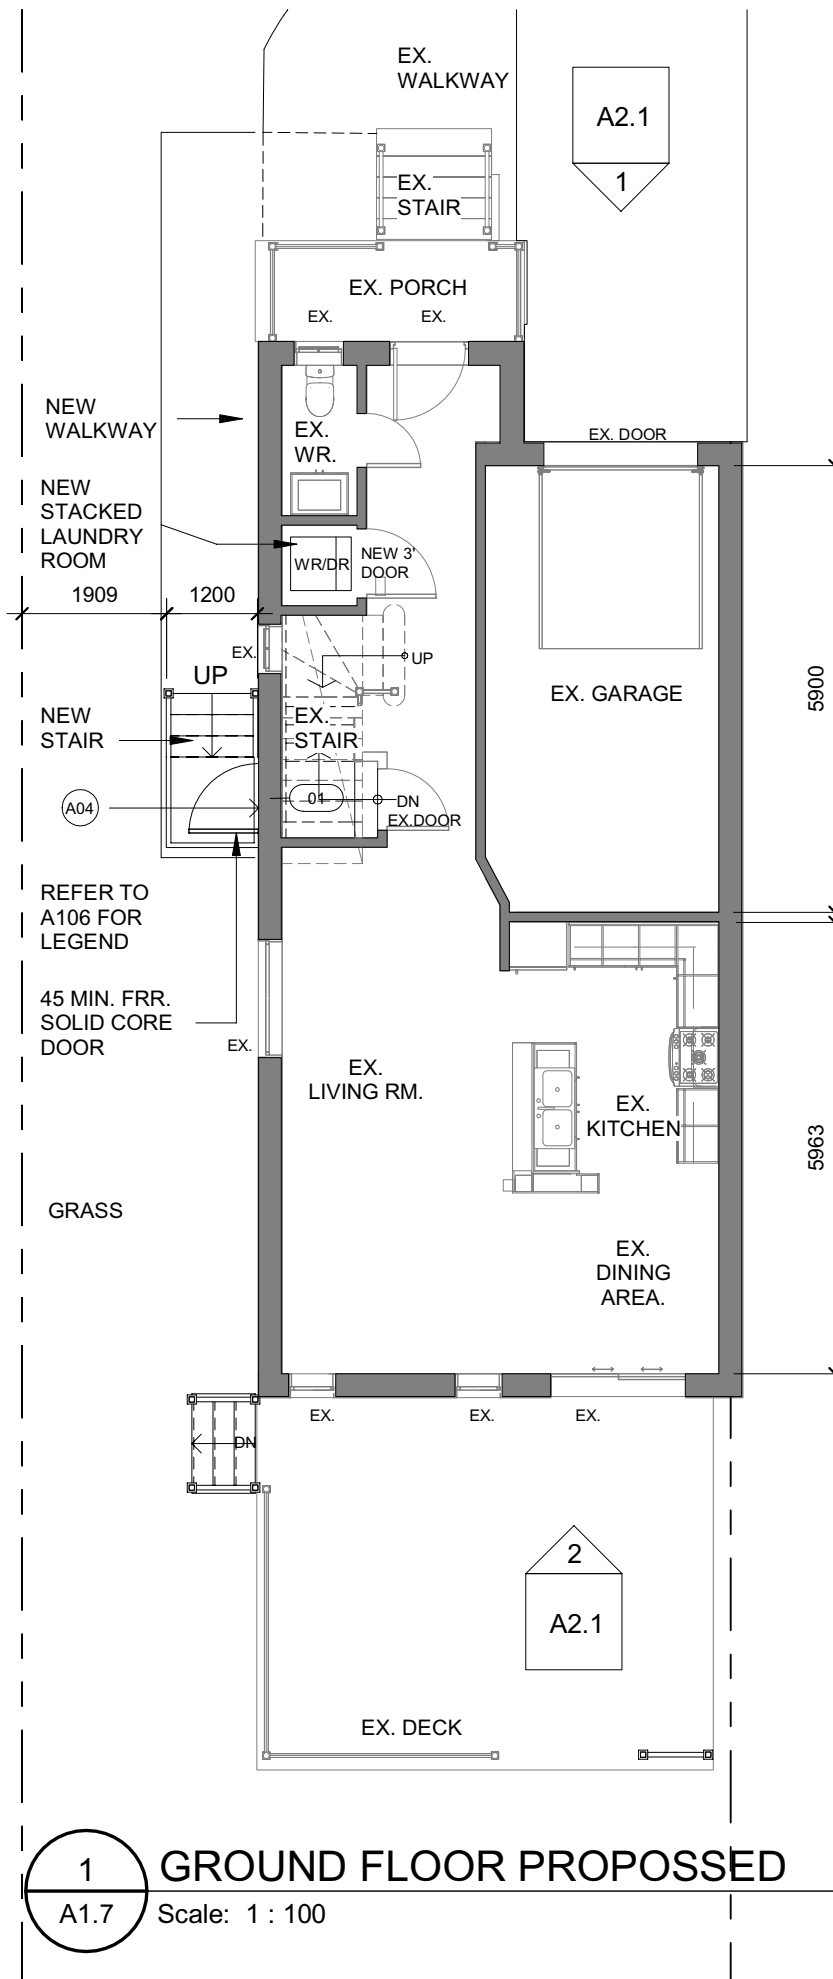 EX.
WALKWAY
A2.1
1
EX.
STAIR
EX. PORCH
EX.
EX.
NEW
WALKWAY
EX.
WR.
EX. DOOR
NEW
STACKED
LAUNDRY
ROOM
WR/DR
NEW 3'
DOOR
1909
1200
EX.
UP
UP
EX. GARAGE
5900
NEW
STAIR
EX.
STAIR
A04
01
DN
EX.DOOR
REFER TO
A106 FOR
LEGEND
45 MIN. FRR.
SOLID CORE
DOOR
EX.
EX.
LIVING RM.
EX.
KITCHEN
5963
GRASS
EX.
DINING
AREA.
EX.
EX.
EX.
DN
2
A2.1
EX. DECK
1
A1.7
GROUND FLOOR PROPOSSED
Scale: 1 : 100